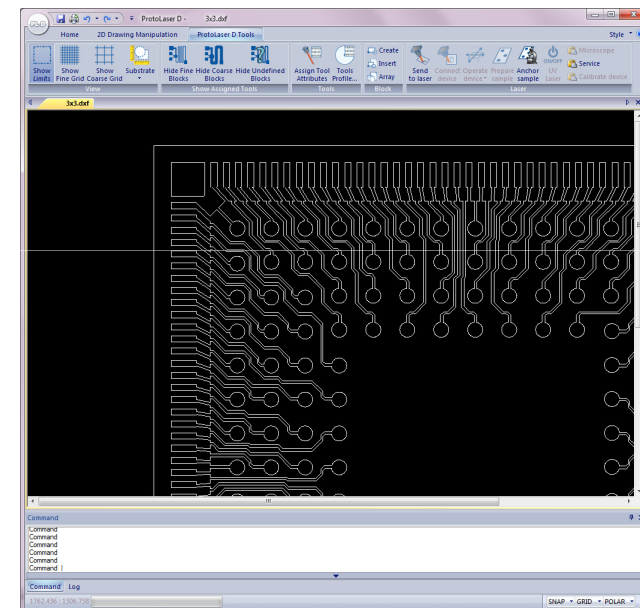 ProtoLaser D - 3x3.dxf
Home 2D Drawing Manipulation ProtoLaser D Tools Style
Show Limits Show Fine Grid Show Coarse Grid Substrate
View
Hide Fine Blocks Hide Coarse Blocks Hide Undefined Blocks
Show Assigned Tools
Assign Tool Attributes Tools Profile...
Tools
Create
Insert
Array
Block
Send to laser Connect device Operate device Prepare sample Anchor sample ON/OFF UV Laser
Microscope
Service
Calibrate device
Laser
3x3.dxf
Command
Command
Command
Command
Command
Command
Command
Command Log
1762.436 : 1306.738
SNAP GRID POLAR